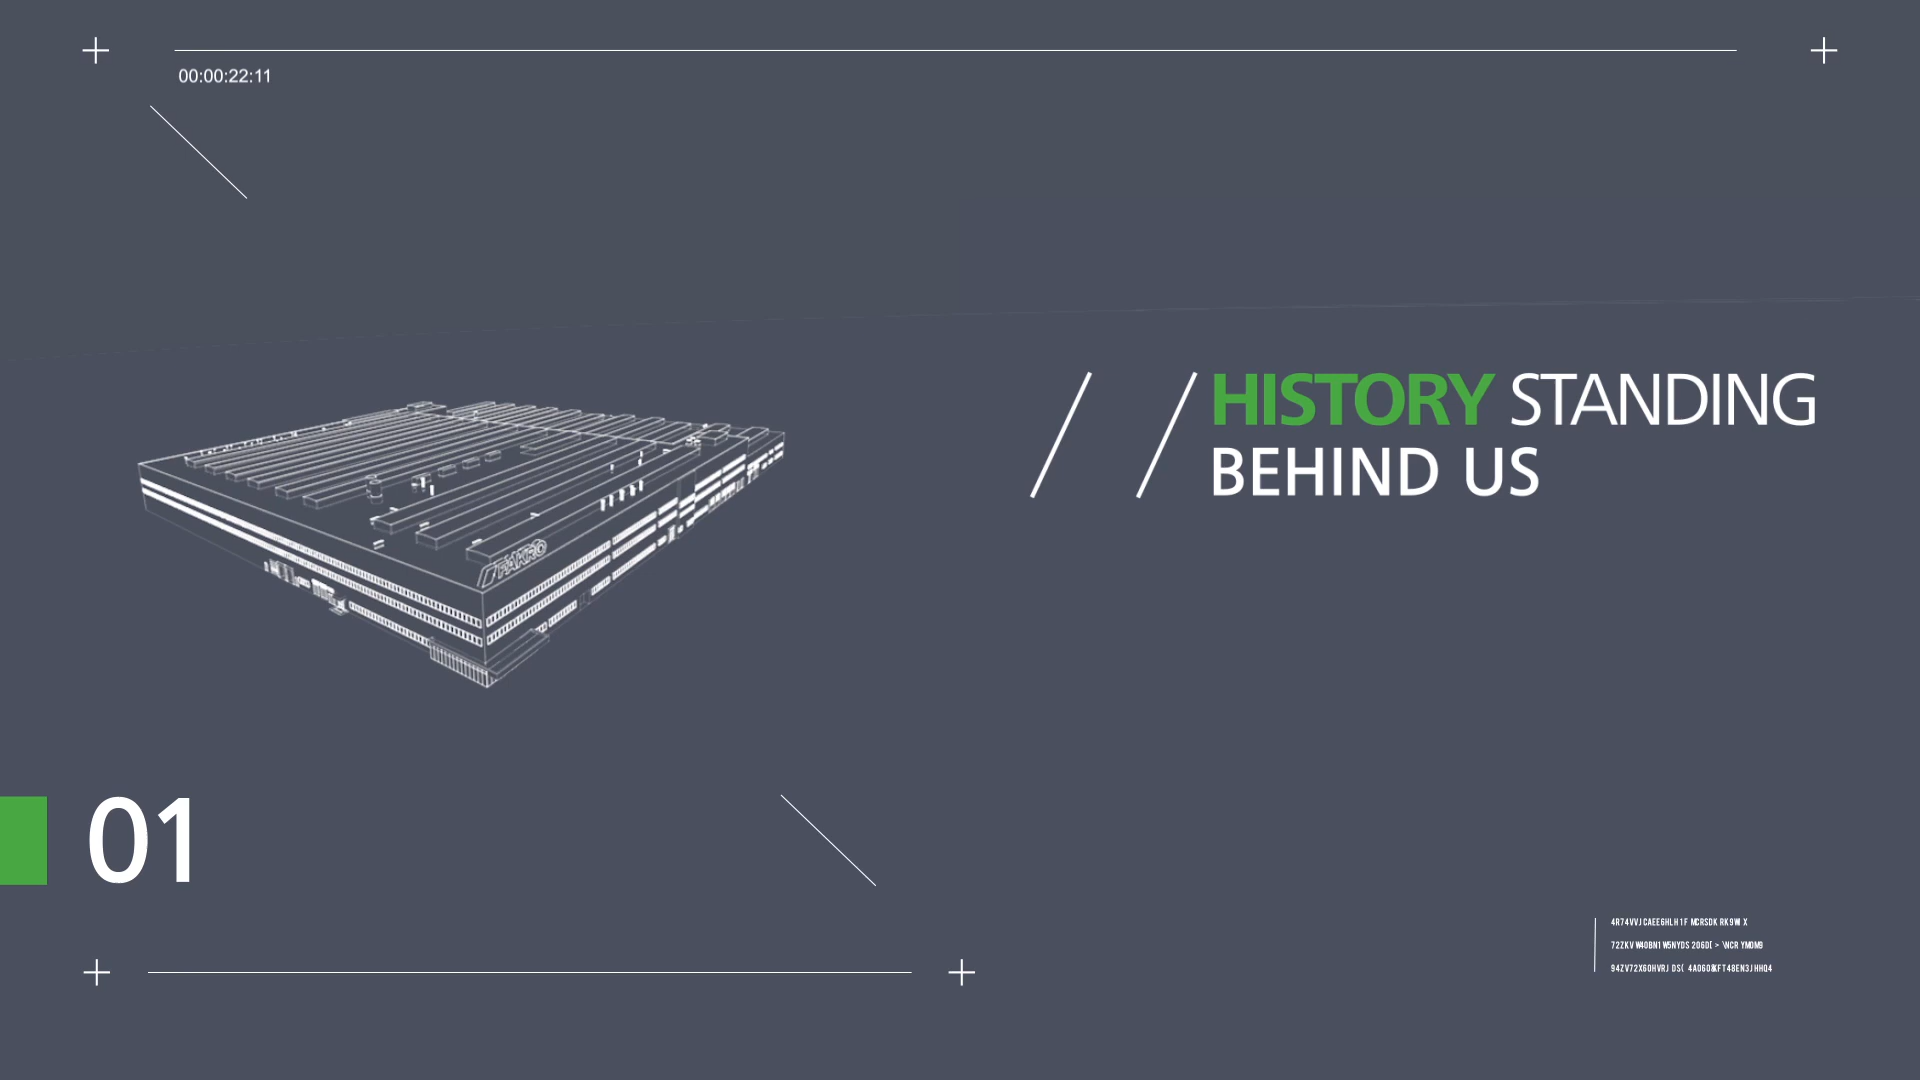 00:00:22:11
HISTORY STANDING
BEHIND US
FAKRO
01